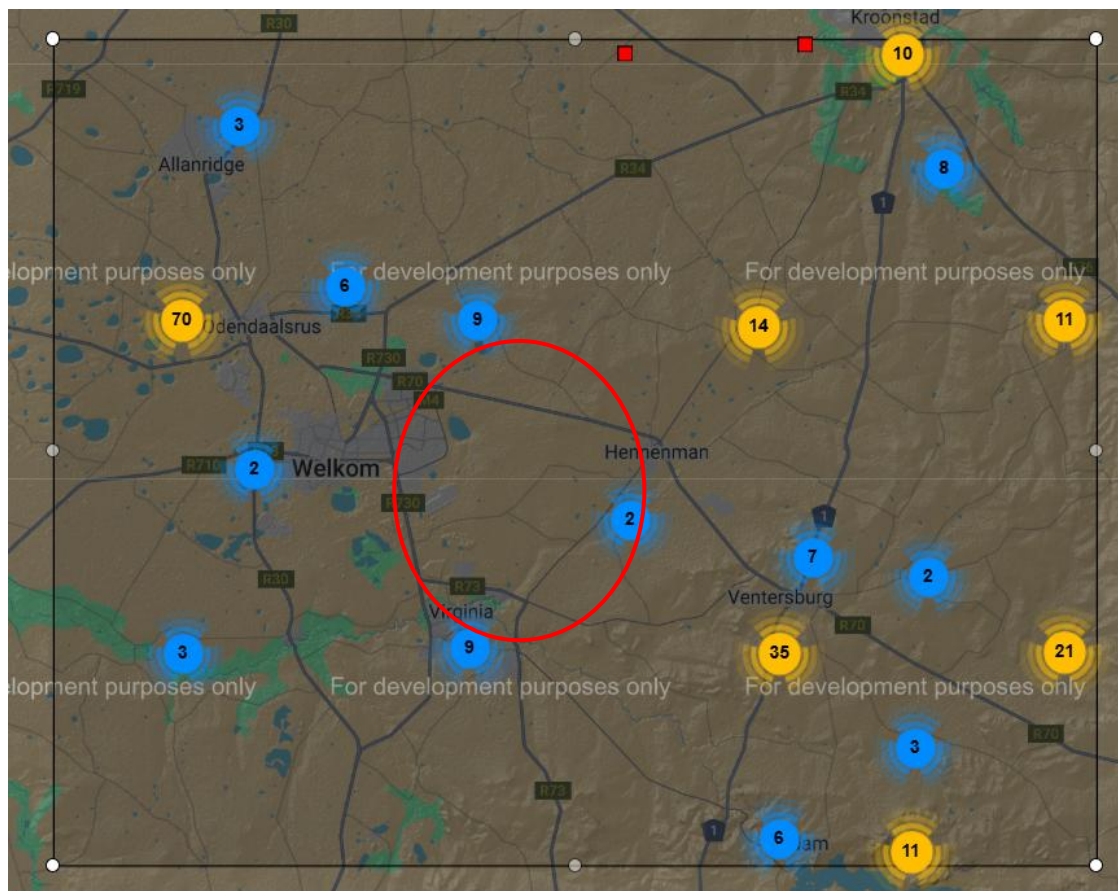 Kroonstad
R30
10
R719
R34
3
Allanridge
R34
8
1
elopment purposes only
For development purposes only
For development purposes only
6
70
Odendaalsrus
9
14
11
R730
R70
M4
Hennenman
2
R710
Welkom
R730
2
1
7
R30
R73
2
Virginia
Ventersburg
R70
3
9
35
21
elopment purposes only
For development purposes only
For development purposes only
3
R70
R73
1
6
am
11